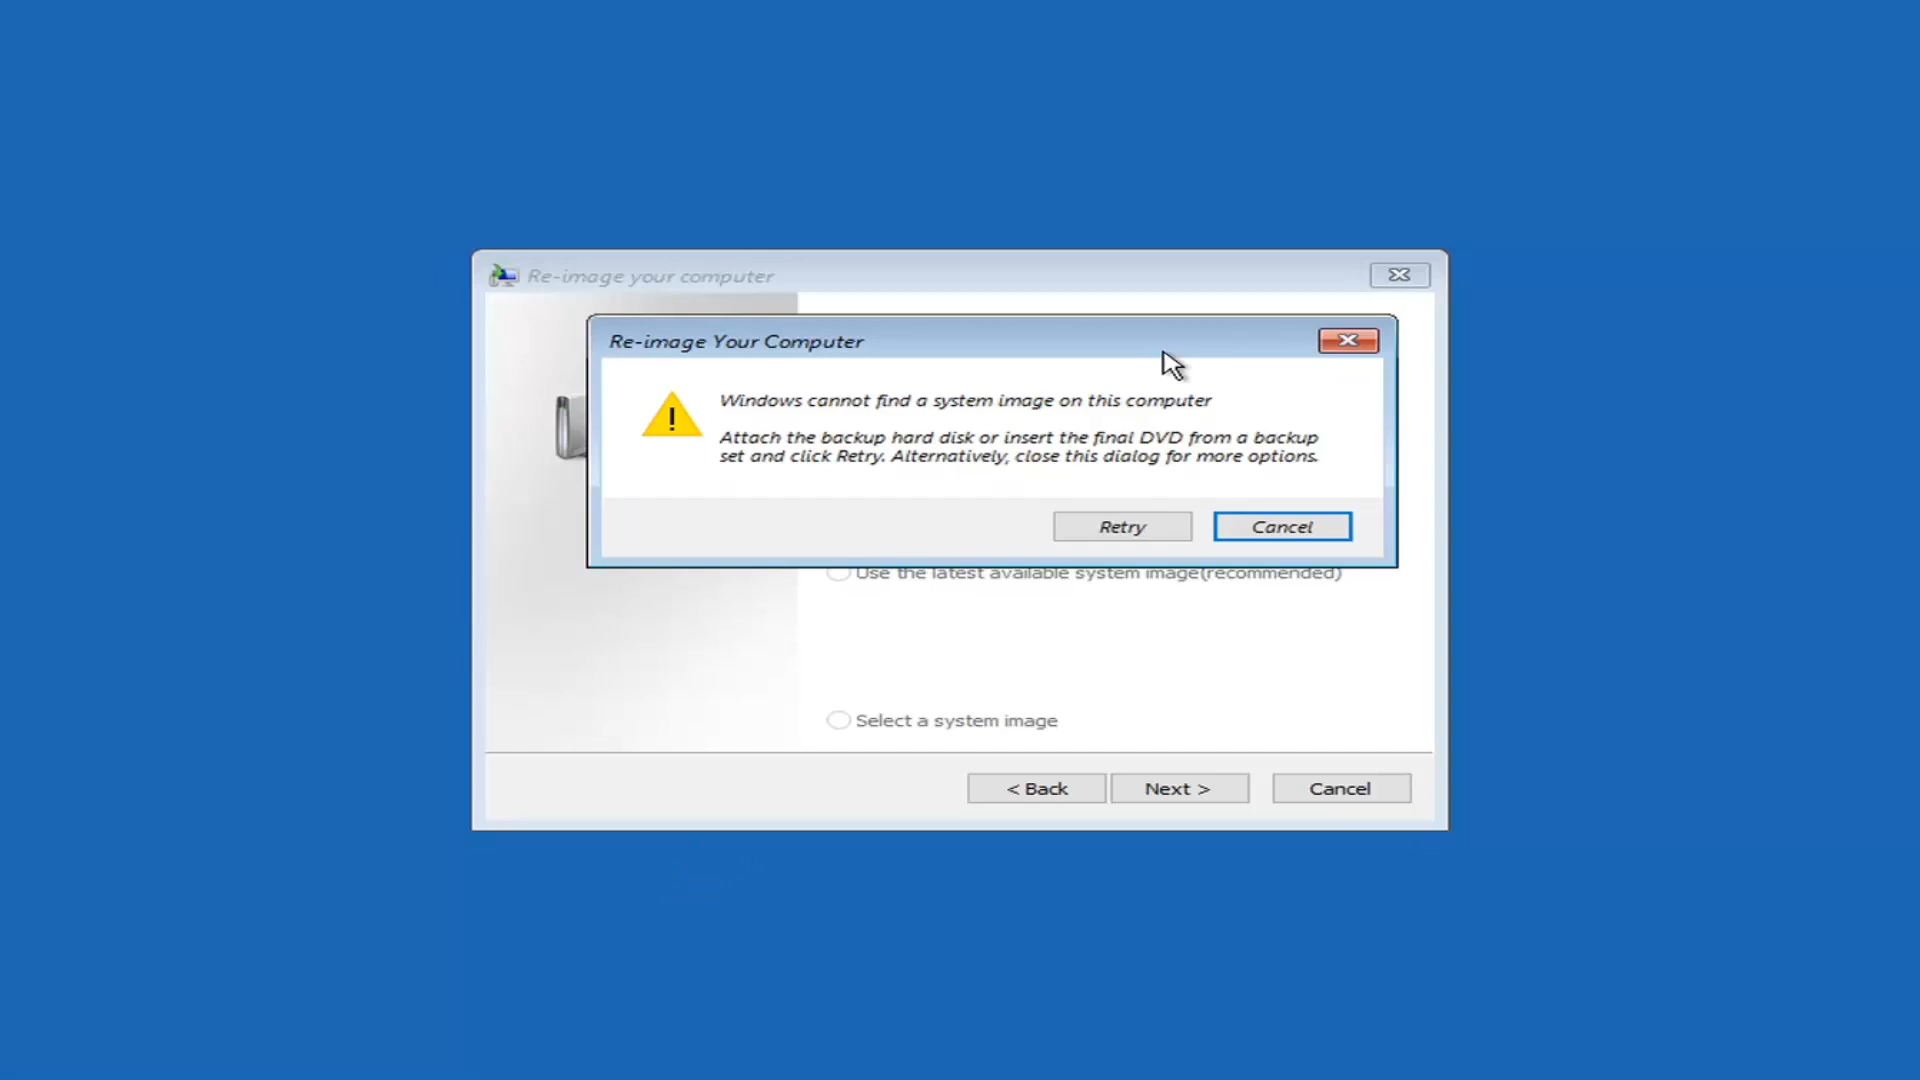 Re-image your computer
Re-image Your Computer
Windows cannot find a system image on this computer
Attach the backup hard disk or insert the final DVD from a backup
set and click Retry. Alternatively, close this dialog for more options.
Retry
Cancel
Use the latest available system image(recommended)
Select a system image
< Back
Next >
Cancel